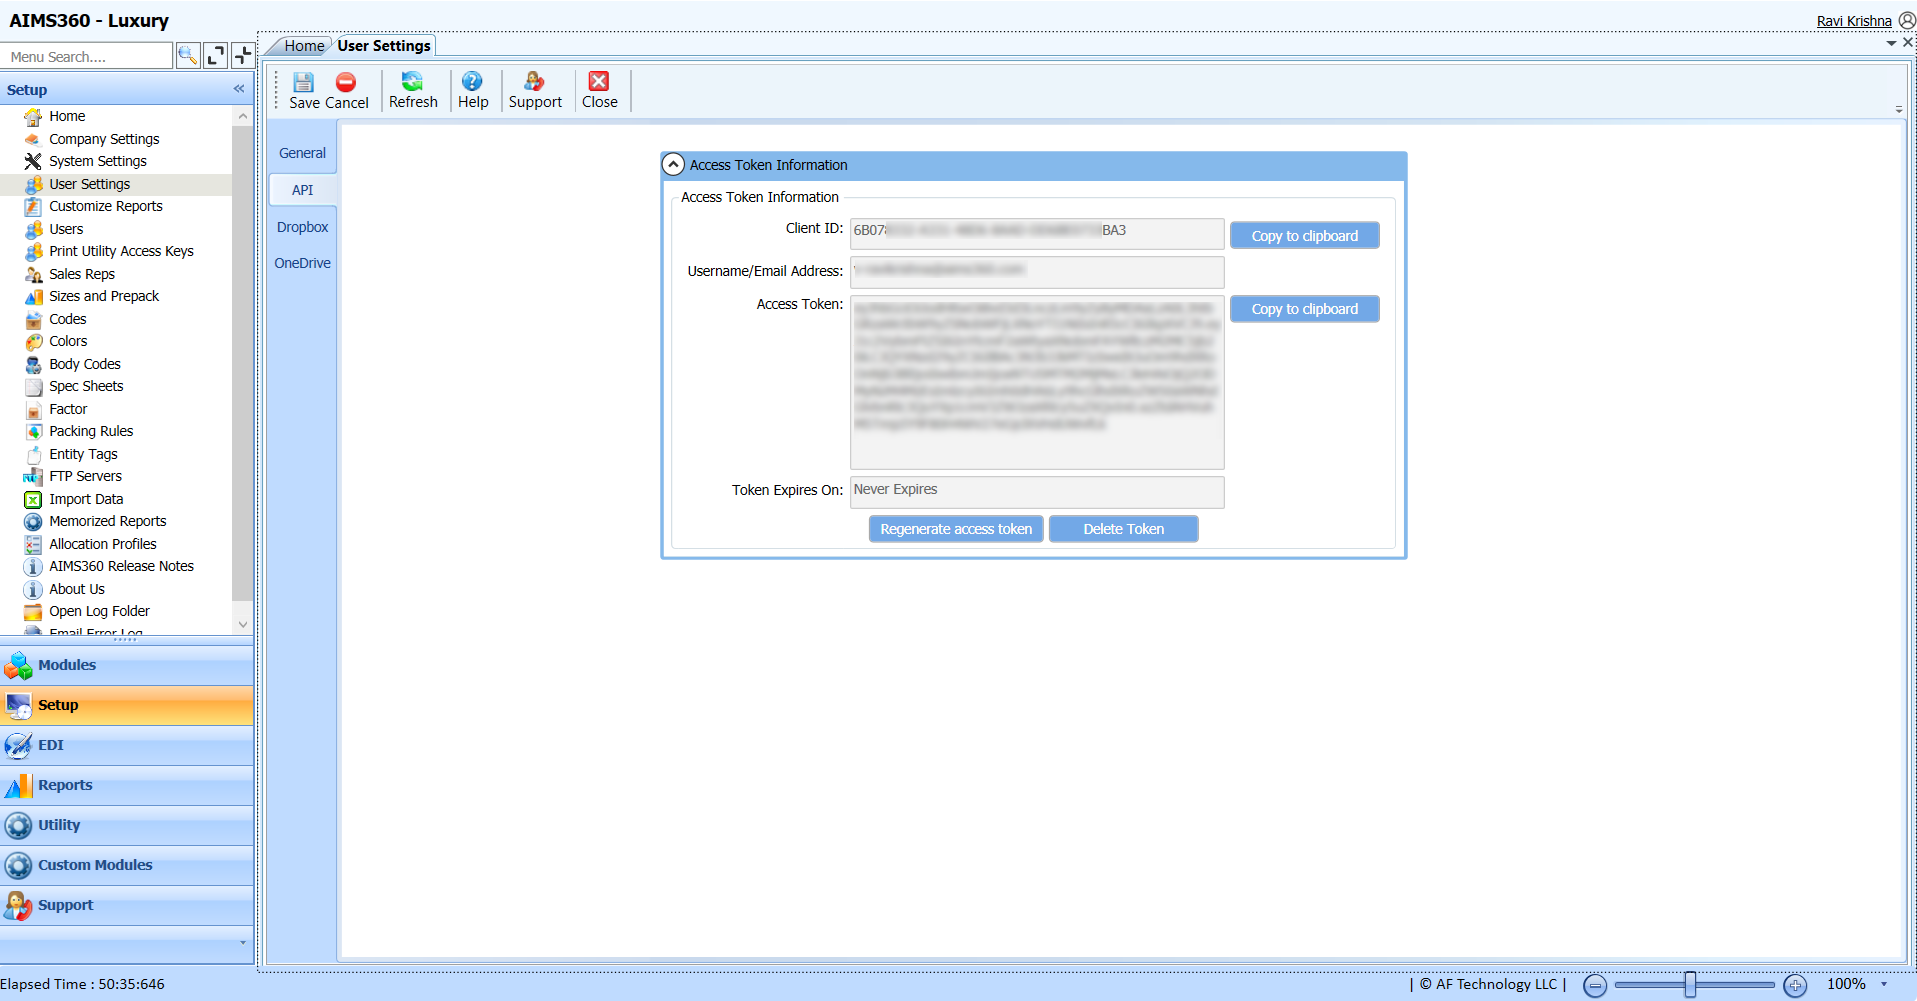 AIMS360 - Luxury
Ravi Krishna
Menu Search....
Home
User Settings
Setup
Save
Cancel
Refresh
Help
Support
Close
Home
Company Settings
System Settings
User Settings
Customize Reports
Users
Print Utility Access Keys
Sales Reps
Sizes and Prepack
Codes
Colors
Body Codes
Spec Sheets
Factor
Packing Rules
Entity Tags
FTP Servers
Import Data
Memorized Reports
Allocation Profiles
AIMS360 Release Notes
About Us
Open Log Folder
Email Error Log
Modules
Setup
EDI
Reports
Utility
Custom Modules
Support
General
API
Dropbox
OneDrive
Access Token Information
Access Token Information
Client ID:
6B07
BA3
Copy to clipboard
Username/Email Address:
Access Token:
Copy to clipboard
Token Expires On:
Never Expires
Regenerate access token
Delete Token
Elapsed Time : 50:35:646
| © AF Technology LLC |
100%